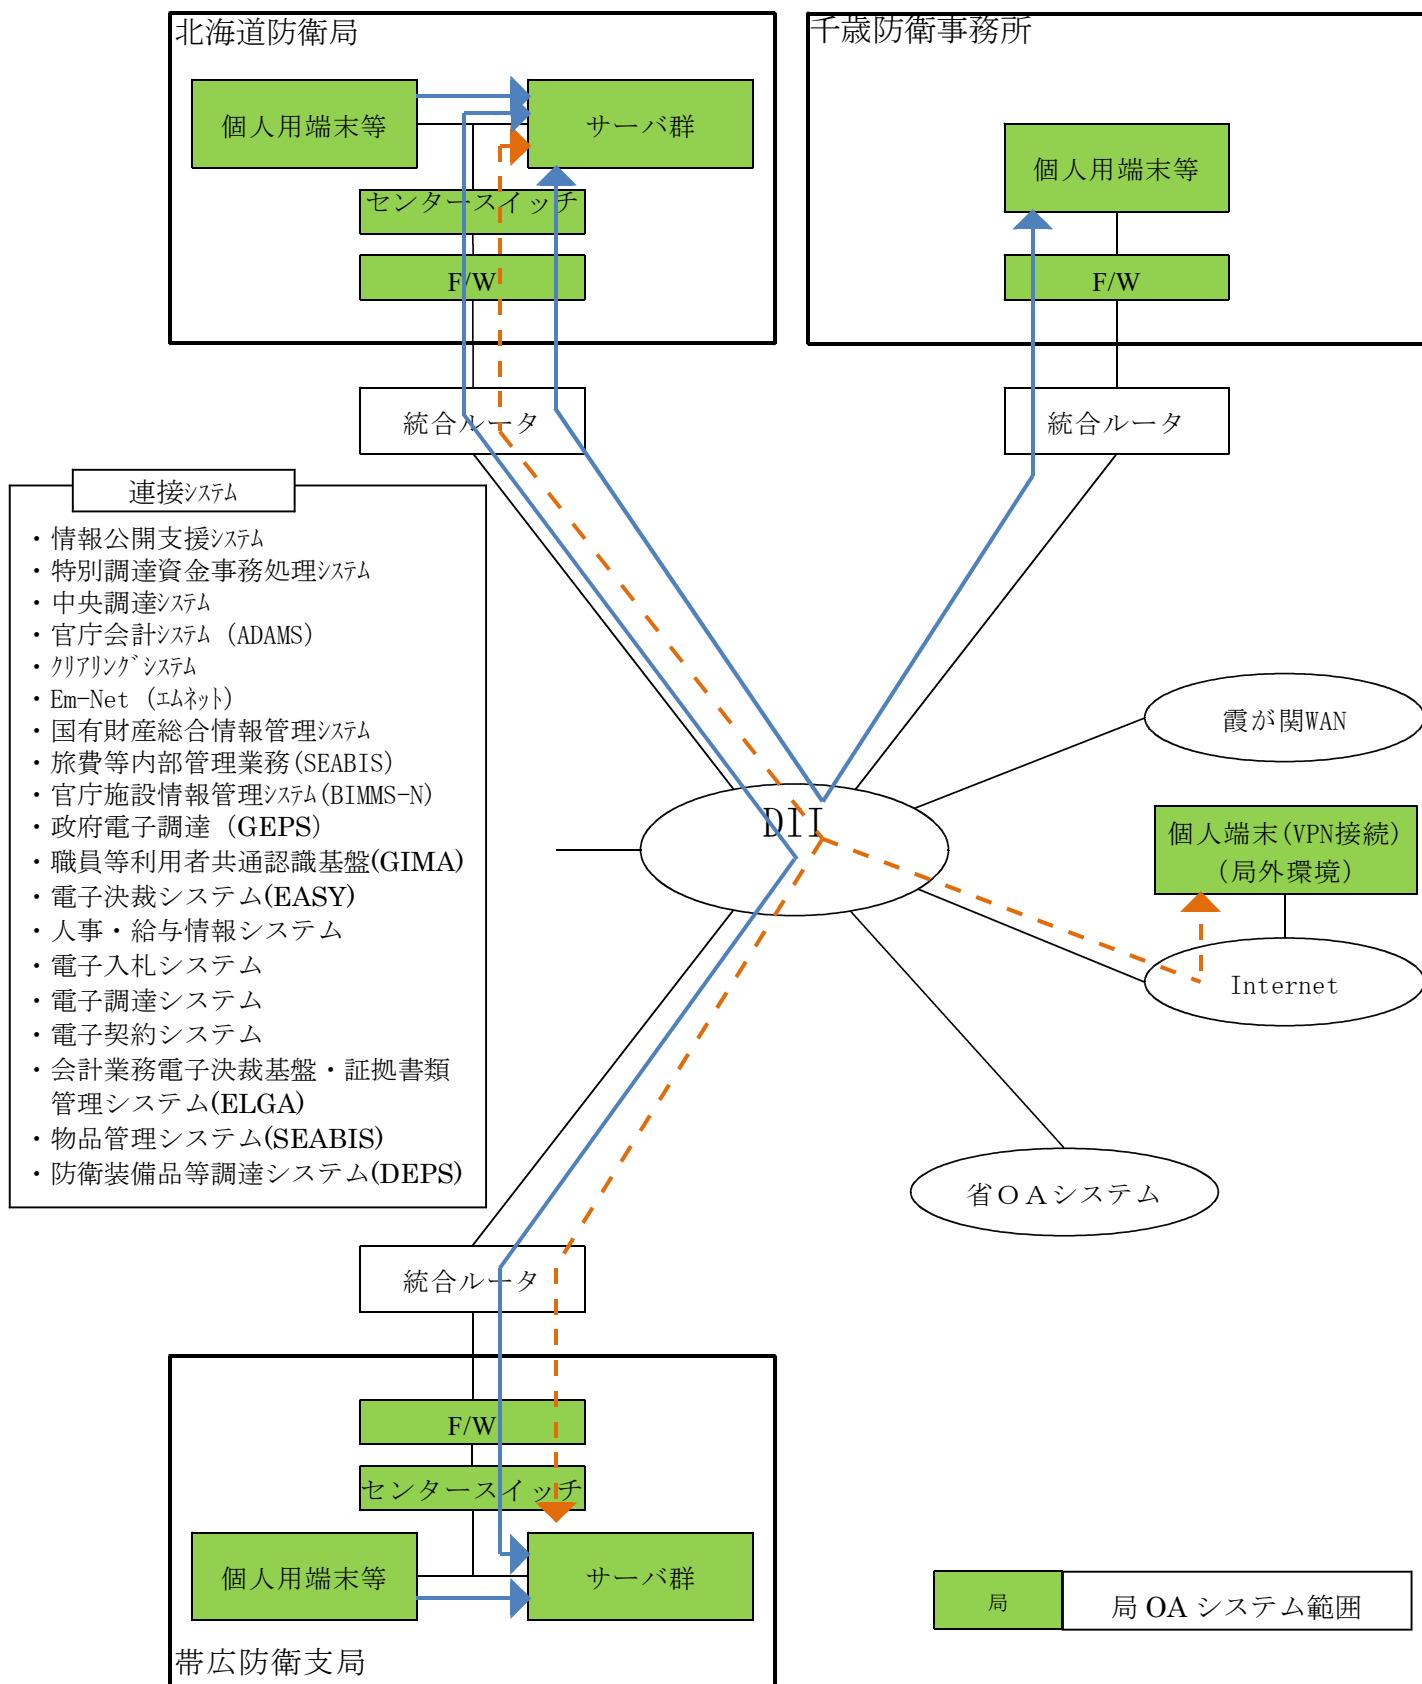 北海道防衛局
千歳防衛事務所
個人用端末等
サーバ群
個人用端末等
センタースイッチ
F/W
F/W
統合ルータ
統合ルータ
連接システム
・情報公開支援システム
・特別調達資金事務処理システム
・中央調達システム
・官庁会計システム (ADAMS)
・クリアリングシステム
・Em-Net (エムネット)
・国有財産総合情報管理システム
・旅費等内部管理業務(SEABIS)
・官庁施設情報管理システム(BIMMS-N)
・政府電子調達 (GEPS)
・職員等利用者共通認識基盤(GIMA)
・電子決裁システム(EASY)
・人事・給与情報システム
・電子入札システム
・電子調達システム
・電子契約システム
・会計業務電子決裁基盤・証拠書類
管理システム(ELGA)
・物品管理システム(SEABIS)
・防衛装備品等調達システム(DEPS)
霞が関WAN
DII
個人端末(VPN接続)
(局外環境)
Internet
省ＯＡシステム
統合ルータ
F/W
センタースイッチ
個人用端末等
サーバ群
帯広防衛支局
局
局 OA システム範囲